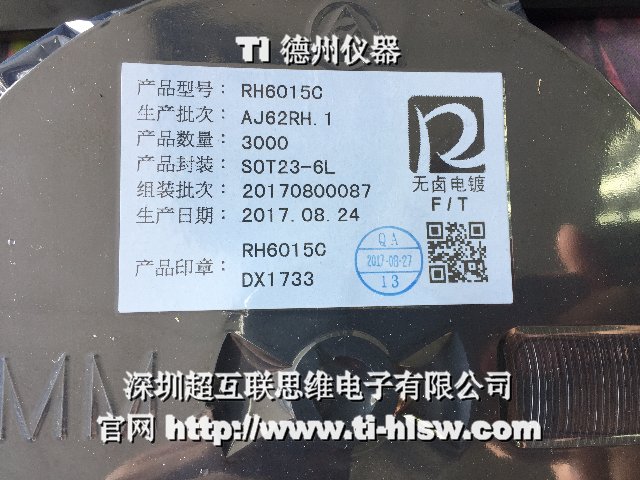 TI 德州仪器
产品型号： RH6015C
生产批次： AJ62RH.1
产品数量： 3000
产品封装： SOT23-6L
组装批次： 20170800087
生产日期： 2017.08.24
无卤电镀
F/T
产品印章： RH6015C
DX1733
QA
2017-08-27
13
MM
深圳超互联思维电子有限公司
官网 http://www.ti-hlsw.com/